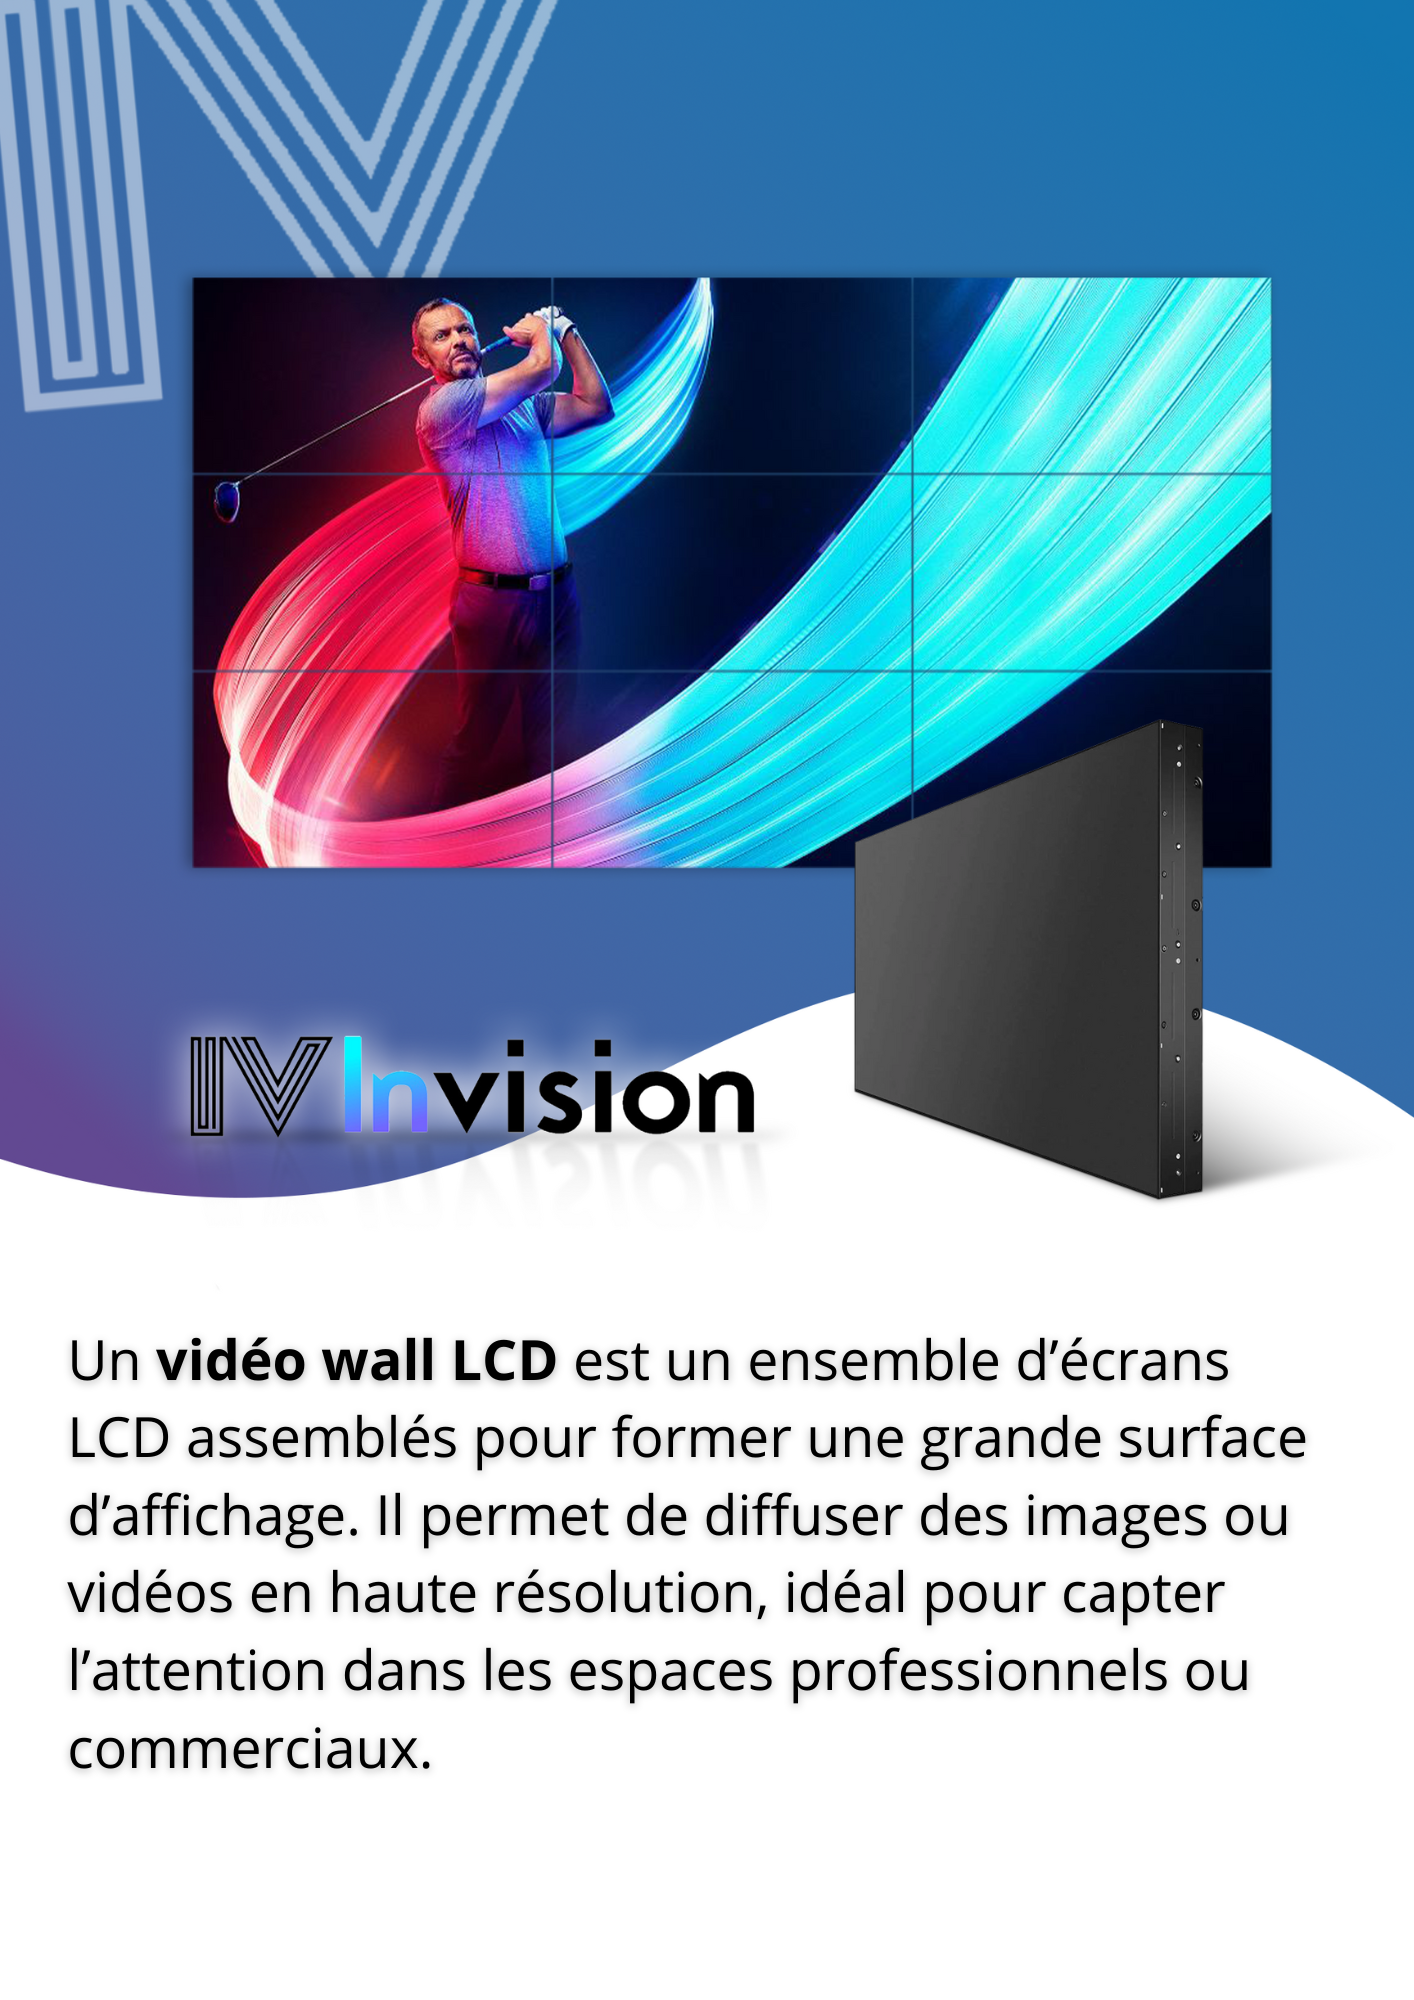 IV
IV Invision
Un vidéo wall LCD est un ensemble d’écrans
LCD assemblés pour former une grande surface
d’affichage. Il permet de diffuser des images ou
vidéos en haute résolution, idéal pour capter
l’attention dans les espaces professionnels ou
commerciaux.